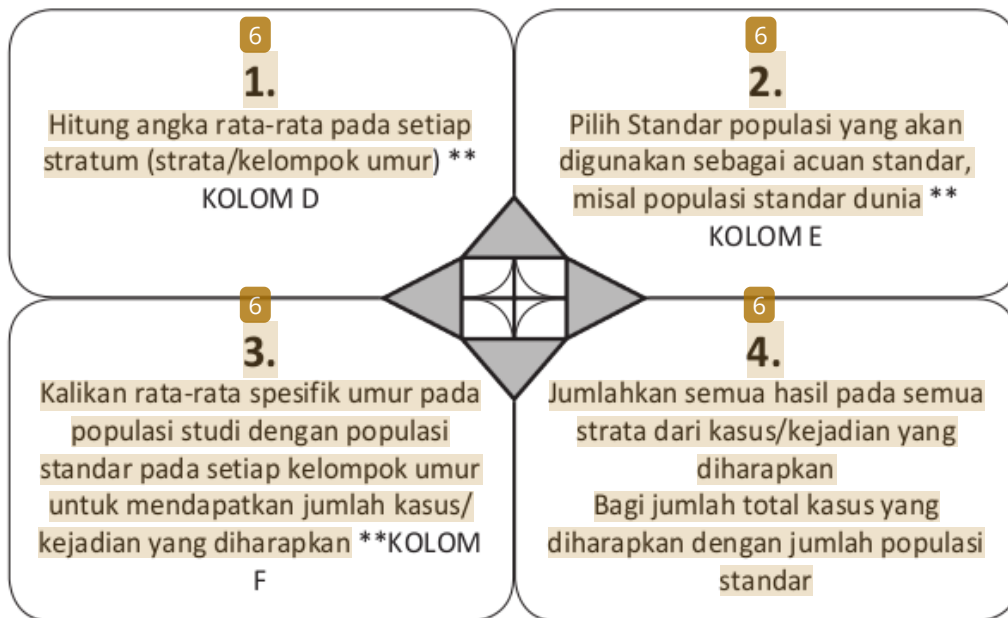 6
1.
Hitung angka rata-rata pada setiap
stratum (strata/kelompok umur) **
KOLOM D
6
2.
Pilih Standar populasi yang akan
digunakan sebagai acuan standar,
misal populasi standar dunia **
KOLOM E
6
3.
Kalikan rata-rata spesifik umur pada
populasi studi dengan populasi
standar pada setiap kelompok umur
untuk mendapatkan jumlah kasus/
kejadian yang diharapkan **KOLOM
F
6
4.
Jumlahkan semua hasil pada semua
strata dari kasus/kejadian yang
diharapkan
Bagi jumlah total kasus yang
diharapkan dengan jumlah populasi
standar